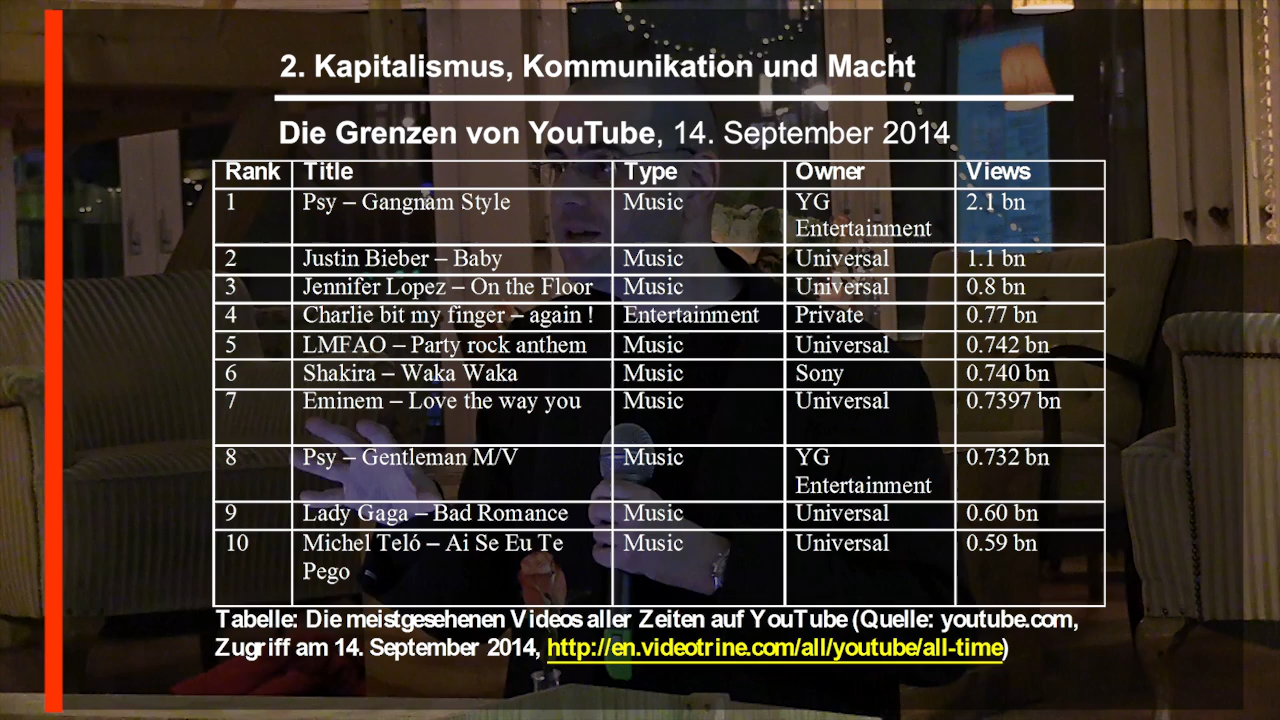 2. Kapitalismus, Kommunikation und Macht
Die Grenzen von YouTube, 14. September 2014
Rank Title Type Owner Views
1 Psy – Gangnam Style Music YG Entertainment 2.1 bn
2 Justin Bieber – Baby Music Universal 1.1 bn
3 Jennifer Lopez – On the Floor Music Universal 0.8 bn
4 Charlie bit my finger – again ! Entertainment Private 0.77 bn
5 LMFAO – Party rock anthem Music Universal 0.742 bn
6 Shakira – Waka Waka Music Sony 0.740 bn
7 Eminem – Love the way you Music Universal 0.7397 bn
8 Psy – Gentleman M/V Music YG Entertainment 0.732 bn
9 Lady Gaga – Bad Romance Music Universal 0.60 bn
10 Michel Teló – Ai Se Eu Te Pego Music Universal 0.59 bn
Tabelle: Die meistgesehenen Videos aller Zeiten auf YouTube (Quelle: youtube.com,
Zugriff am 14. September 2014, http://en.videotrine.com/all/youtube/all-time)